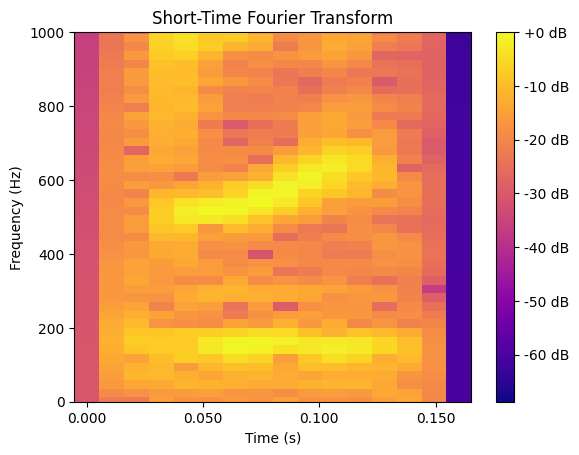 Short-Time Fourier Transform
1000
800
600
400
200
0
Frequency (Hz)
0.000
0.050
0.100
0.150
Time (s)
+0 dB
-10 dB
-20 dB
-30 dB
-40 dB
-50 dB
-60 dB